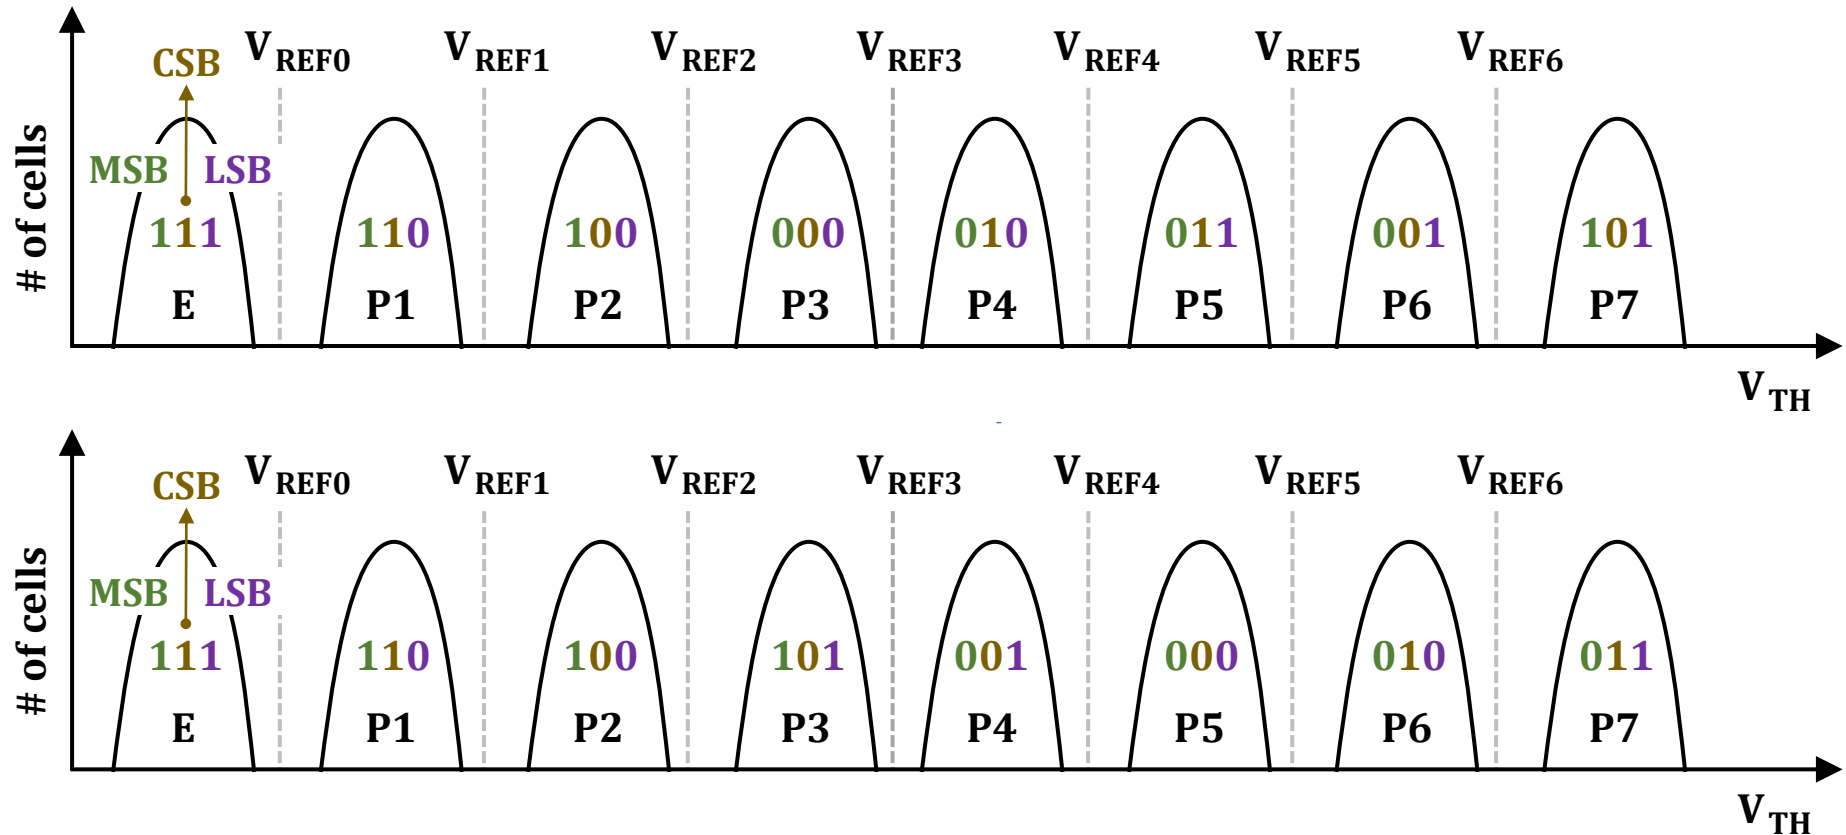 # of cells
CSB
V REF0 V REF1 V REF2 V REF3 V REF4 V REF5 V REF6
MSB LSB
111 110 100 000 010 011 001 101
E P1 P2 P3 P4 P5 P6 P7
V TH
# of cells
CSB
V REF0 V REF1 V REF2 V REF3 V REF4 V REF5 V REF6
MSB LSB
111 110 100 101 001 000 010 011
E P1 P2 P3 P4 P5 P6 P7
V TH